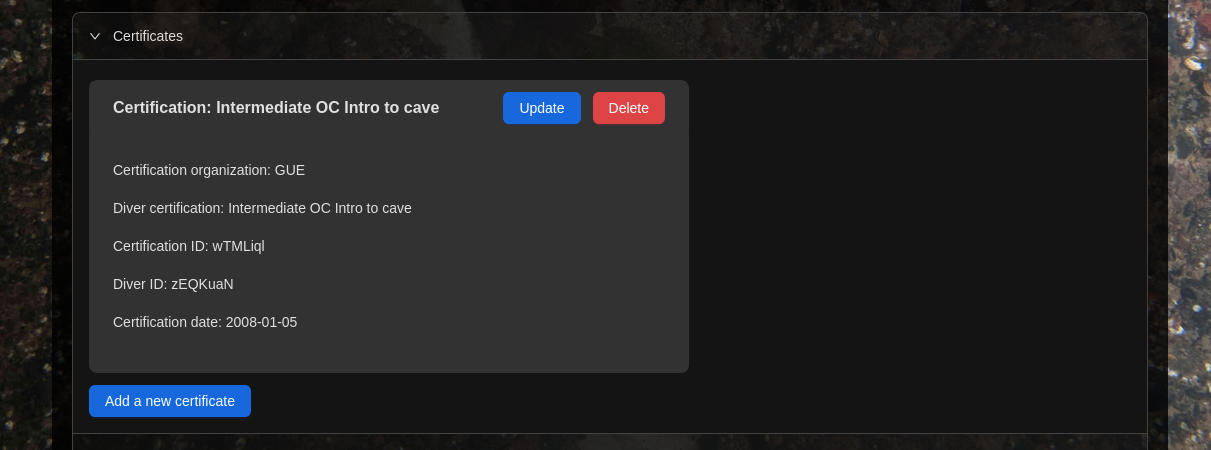 Certificates
Certification: Intermediate OC Intro to cave
Update
Delete
Certification organization: GUE
Diver certification: Intermediate OC Intro to cave
Certification ID: wTMLiql
Diver ID: zEQKuaN
Certification date: 2008-01-05
Add a new certificate